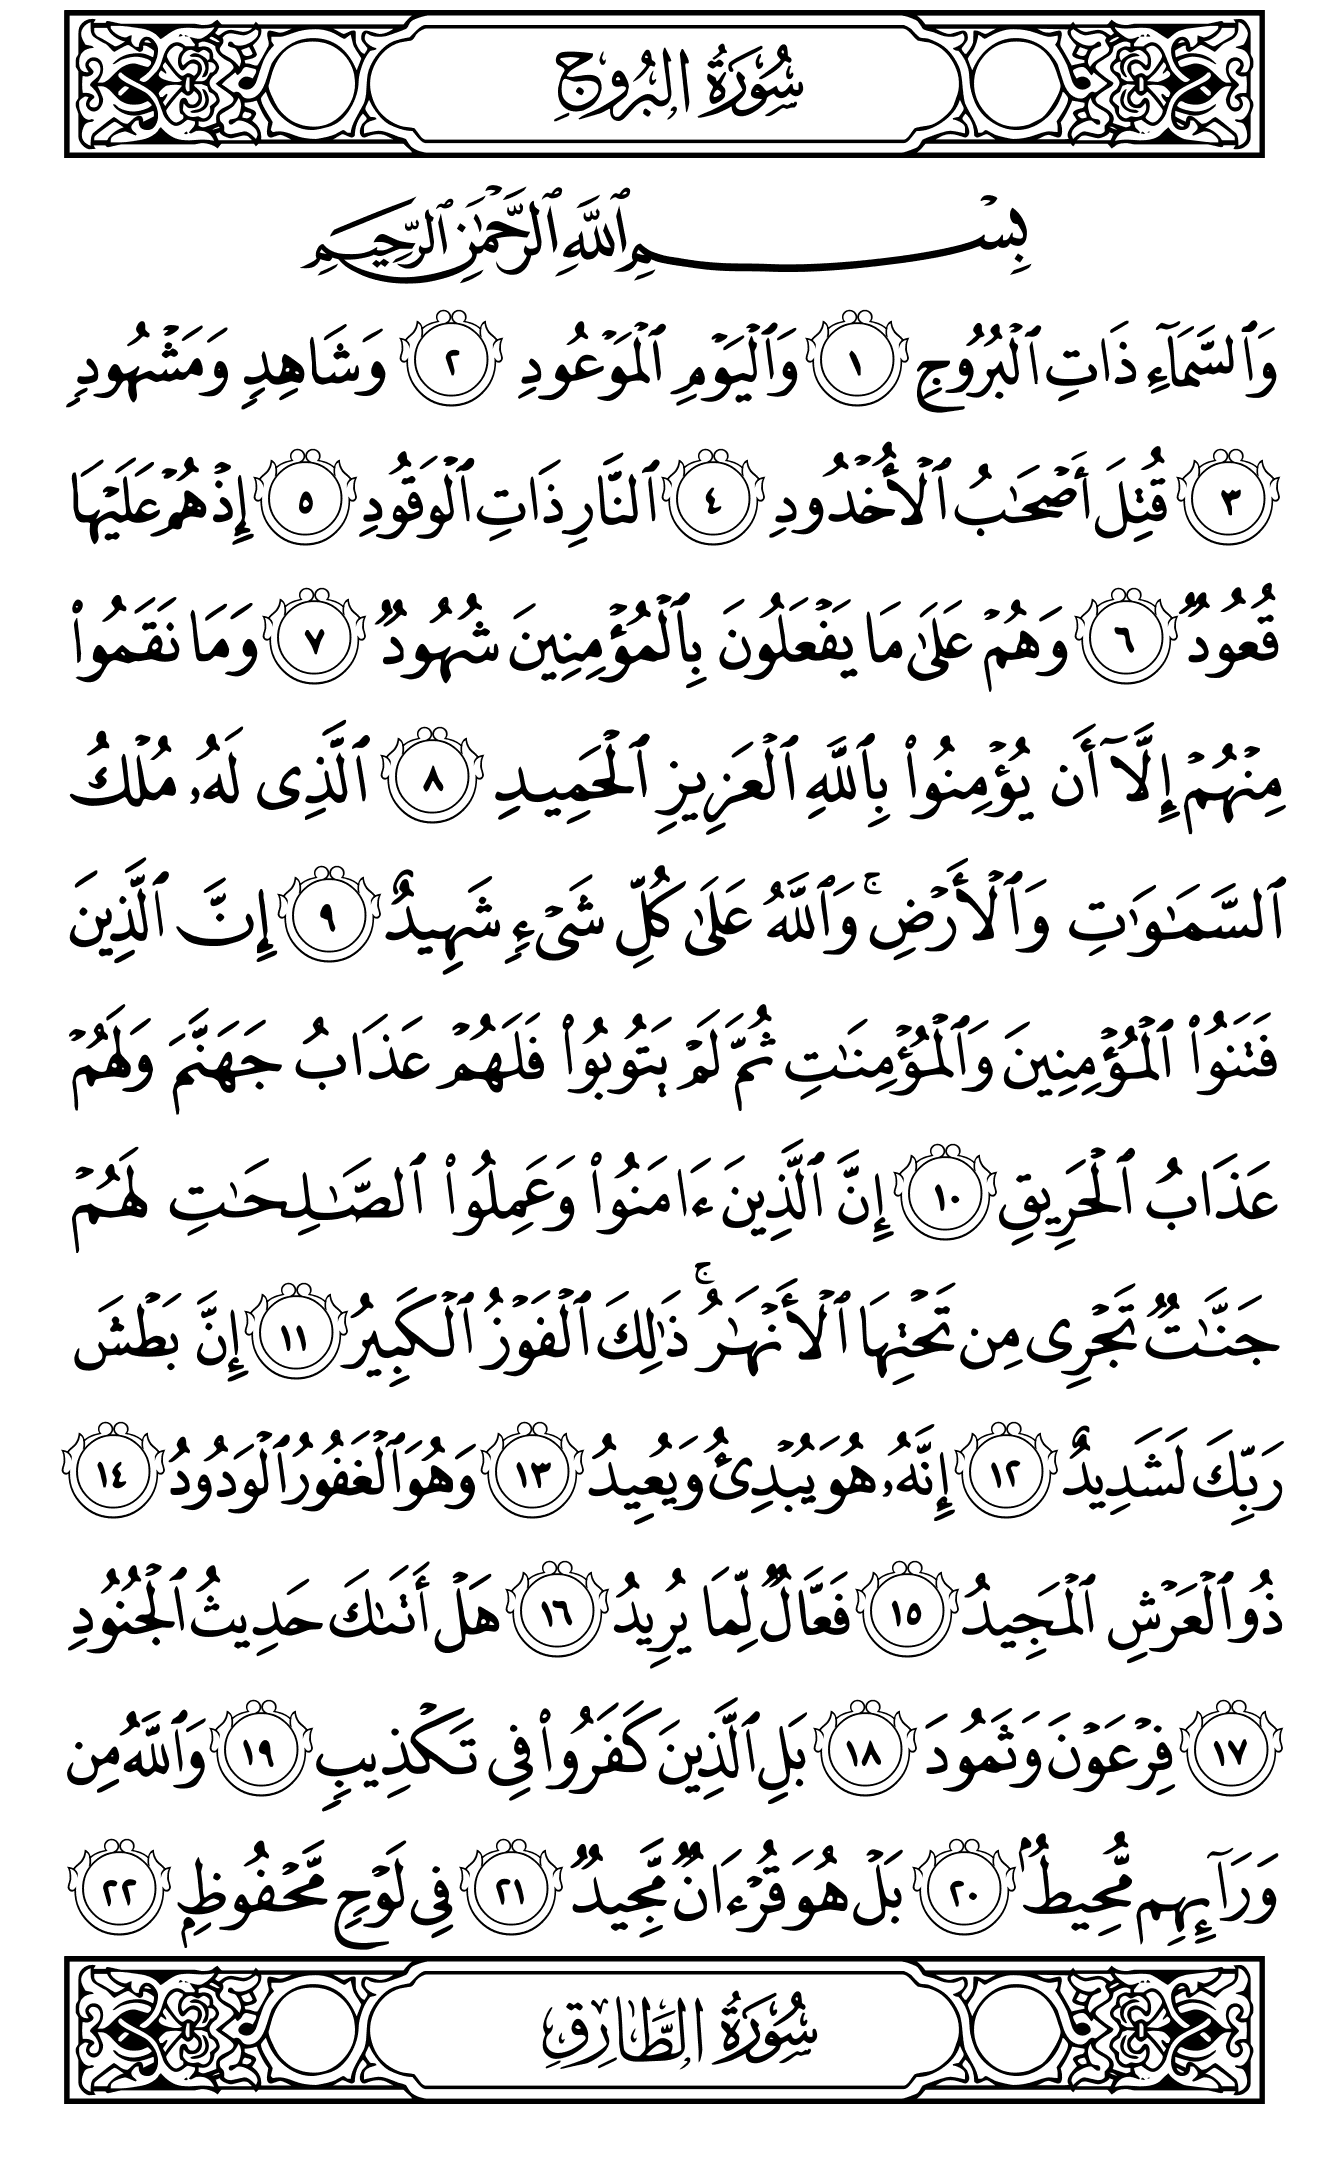 سُورَةُ البُرُوجِ
بِسْمِ ٱللَّهِ ٱلرَّحْمَٰنِ ٱلرَّحِيمِ
وَٱلسَّمَآءِ ذَاتِ ٱلْبُرُوجِ ١ وَٱلْيَوْمِ ٱلْمَوْعُودِ ٢ وَشَاهِدٍ وَمَشْهُودٍ
٣ قُتِلَ أَصْحَٰبُ ٱلْأُخْدُودِ ٤ ٱلنَّارِ ذَاتِ ٱلْوَقُودِ ٥ إِذْ هُمْ عَلَيْهَا
قُعُودٌ ٦ وَهُمْ عَلَىٰ مَا يَفْعَلُونَ بِٱلْمُؤْمِنِينَ شُهُودٌ ٧ وَمَا نَقَمُوا۟
مِنْهُمْ إِلَّآ أَن يُؤْمِنُوا۟ بِٱللَّهِ ٱلْعَزِيزِ ٱلْحَمِيدِ ٨ ٱلَّذِى لَهُۥ مُلْكُ
ٱلسَّمَٰوَٰتِ وَٱلْأَرْضِ ۚ وَٱللَّهُ عَلَىٰ كُلِّ شَىْءٍ شَهِيدٌ ٩ إِنَّ ٱلَّذِينَ
فَتَنُوا۟ ٱلْمُؤْمِنِينَ وَٱلْمُؤْمِنَٰتِ ثُمَّ لَمْ يَتُوبُوا۟ فَلَهُمْ عَذَابُ جَهَنَّمَ وَلَهُمْ
عَذَابُ ٱلْحَرِيقِ ١٠ إِنَّ ٱلَّذِينَ ءَامَنُوا۟ وَعَمِلُوا۟ ٱلصَّٰلِحَٰتِ لَهُمْ
جَنَّٰتٌ تَجْرِى مِن تَحْتِهَا ٱلْأَنْهَٰرُ ۚ ذَٰلِكَ ٱلْفَوْزُ ٱلْكَبِيرُ ١١ إِنَّ بَطْشَ
رَبِّكَ لَشَدِيدٌ ١٢ إِنَّهُۥ هُوَ يُبْدِئُ وَيُعِيدُ ١٣ وَهُوَ ٱلْغَفُورُ ٱلْوَدُودُ ١٤
ذُو ٱلْعَرْشِ ٱلْمَجِيدُ ١٥ فَعَّالٌ لِّمَا يُرِيدُ ١٦ هَلْ أَتَىٰكَ حَدِيثُ ٱلْجُنُودِ
١٧ فِرْعَوْنَ وَثَمُودَ ١٨ بَلِ ٱلَّذِينَ كَفَرُوا۟ فِى تَكْذِيبٍ ١٩ وَٱللَّهُ مِن
وَرَآئِهِم مُّحِيطٌۢ ٢٠ بَلْ هُوَ قُرْءَانٌ مَّجِيدٌ ٢١ فِى لَوْحٍ مَّحْفُوظٍۭ ٢٢
سُورَةُ الطَّارِقِ